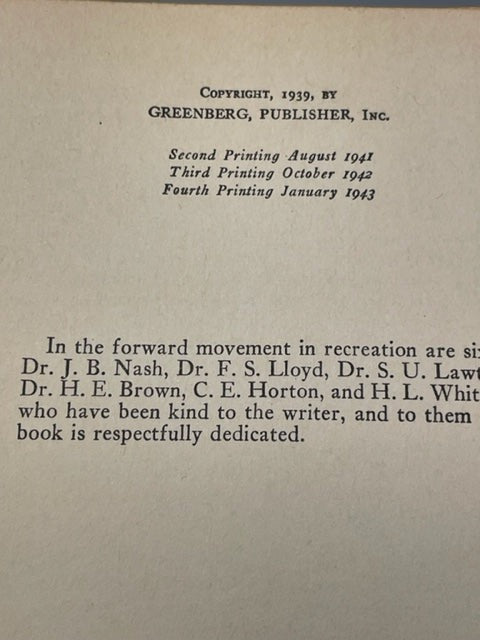 COPYRIGHT, 1939, BY
GREENBERG, PUBLISHER, INC.
Second Printing August 1941
Third Printing October 1942
Fourth Printing January 1943
In the forward movement in recreation are
Dr. J. B. Nash, Dr. F. S. Lloyd, Dr. S. U.
Dr. H. E. Brown, C. E. Horton, and H. L.
who have been kind to the writer, and to them
book is respectfully dedicated.